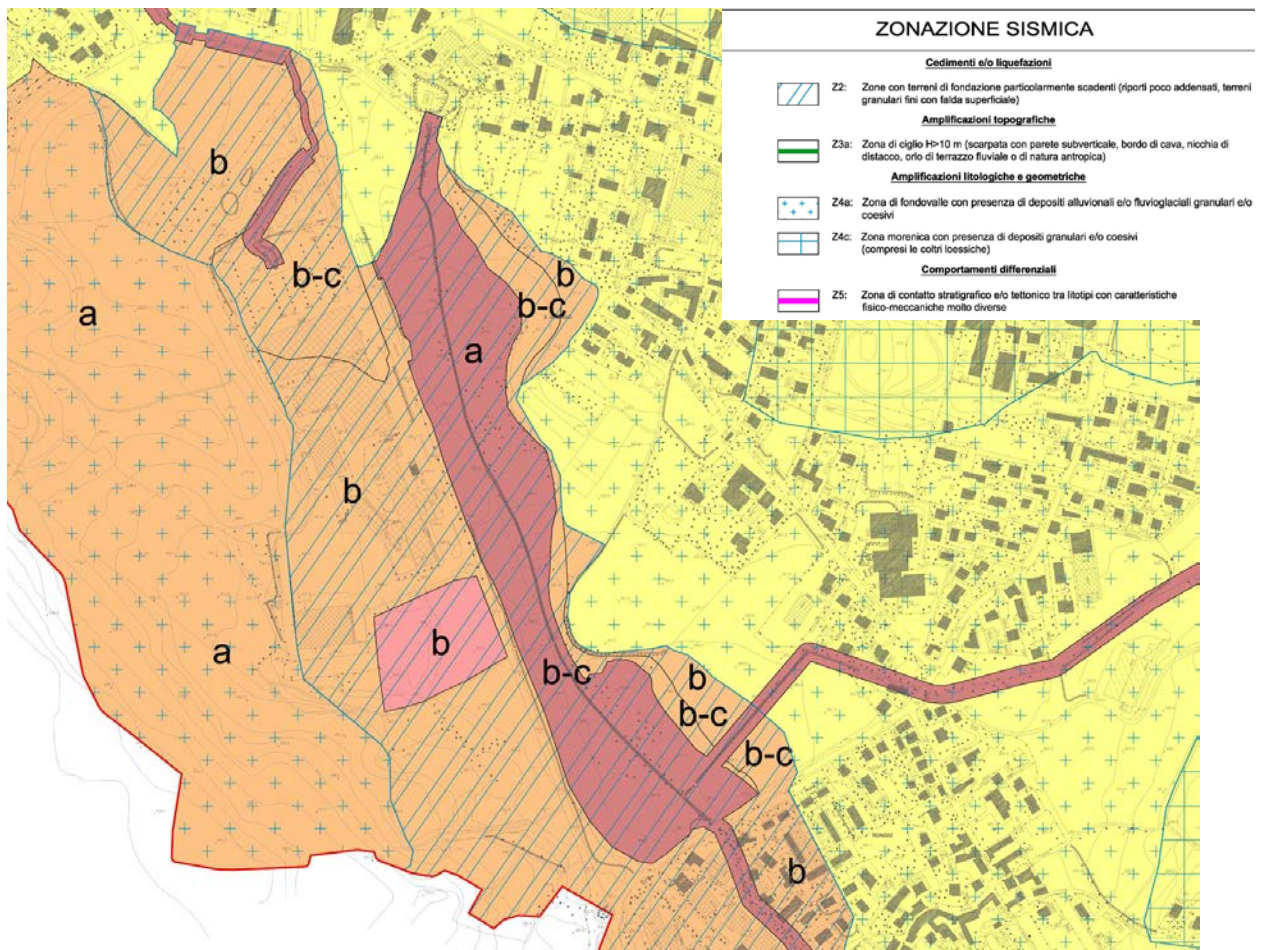 ZONAZIONE SISMICA
Cedimenti e/o liquefazioni
Z2: Zone con terreni di fondazione particolarmente scadenti (riporti poco addensati, terreni
granulari fini con falda superficiale)
Amplificazioni topografiche
Z3a: Zona di ciglio H>10 m (scarpata con parete subverticale, bordo di cava, nicchia di
distacco, orlo di terrazzo fluviale o di natura antropica)
Amplificazioni litologiche e geometriche
Z4a: Zona di fondovalle con presenza di depositi alluvionali e/o fluvioglaciali granulari e/o
coesivi
Z4c: Zona morenica con presenza di depositi granulari e/o coesivi
(compresi le coltri loessiche)
Comportamenti differenziali
Z5: Zona di contatto stratigrafico e/o tettonico tra litotipi con caratteristiche
fisico-meccaniche molto diverse
b
b-c
b
b-c
a
a
b
b
a
b-c
b
b-c
b-c
b